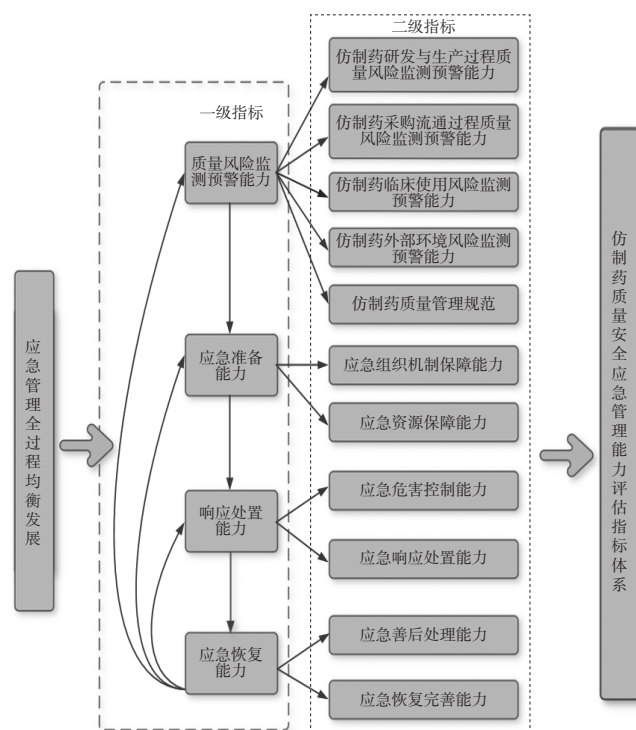 应急管理全过程均衡发展
一级指标
质量风险监
测预警能力
应急准备
能力
响应处置
能力
应急恢复
能力
二级指标
仿制药研发与生产过程质
量风险监测预警能力
仿制药采购流通过程质量
风险监测预警能力
仿制药临床使用风险监测
预警能力
仿制药外部环境风险监测
预警能力
仿制药质量管理规范
应急组织机制保障能力
应急资源保障能力
应急危害控制能力
应急响应处置能力
应急善后处理能力
应急恢复完善能力
仿制药质量安全应急管理能力评估指标体系